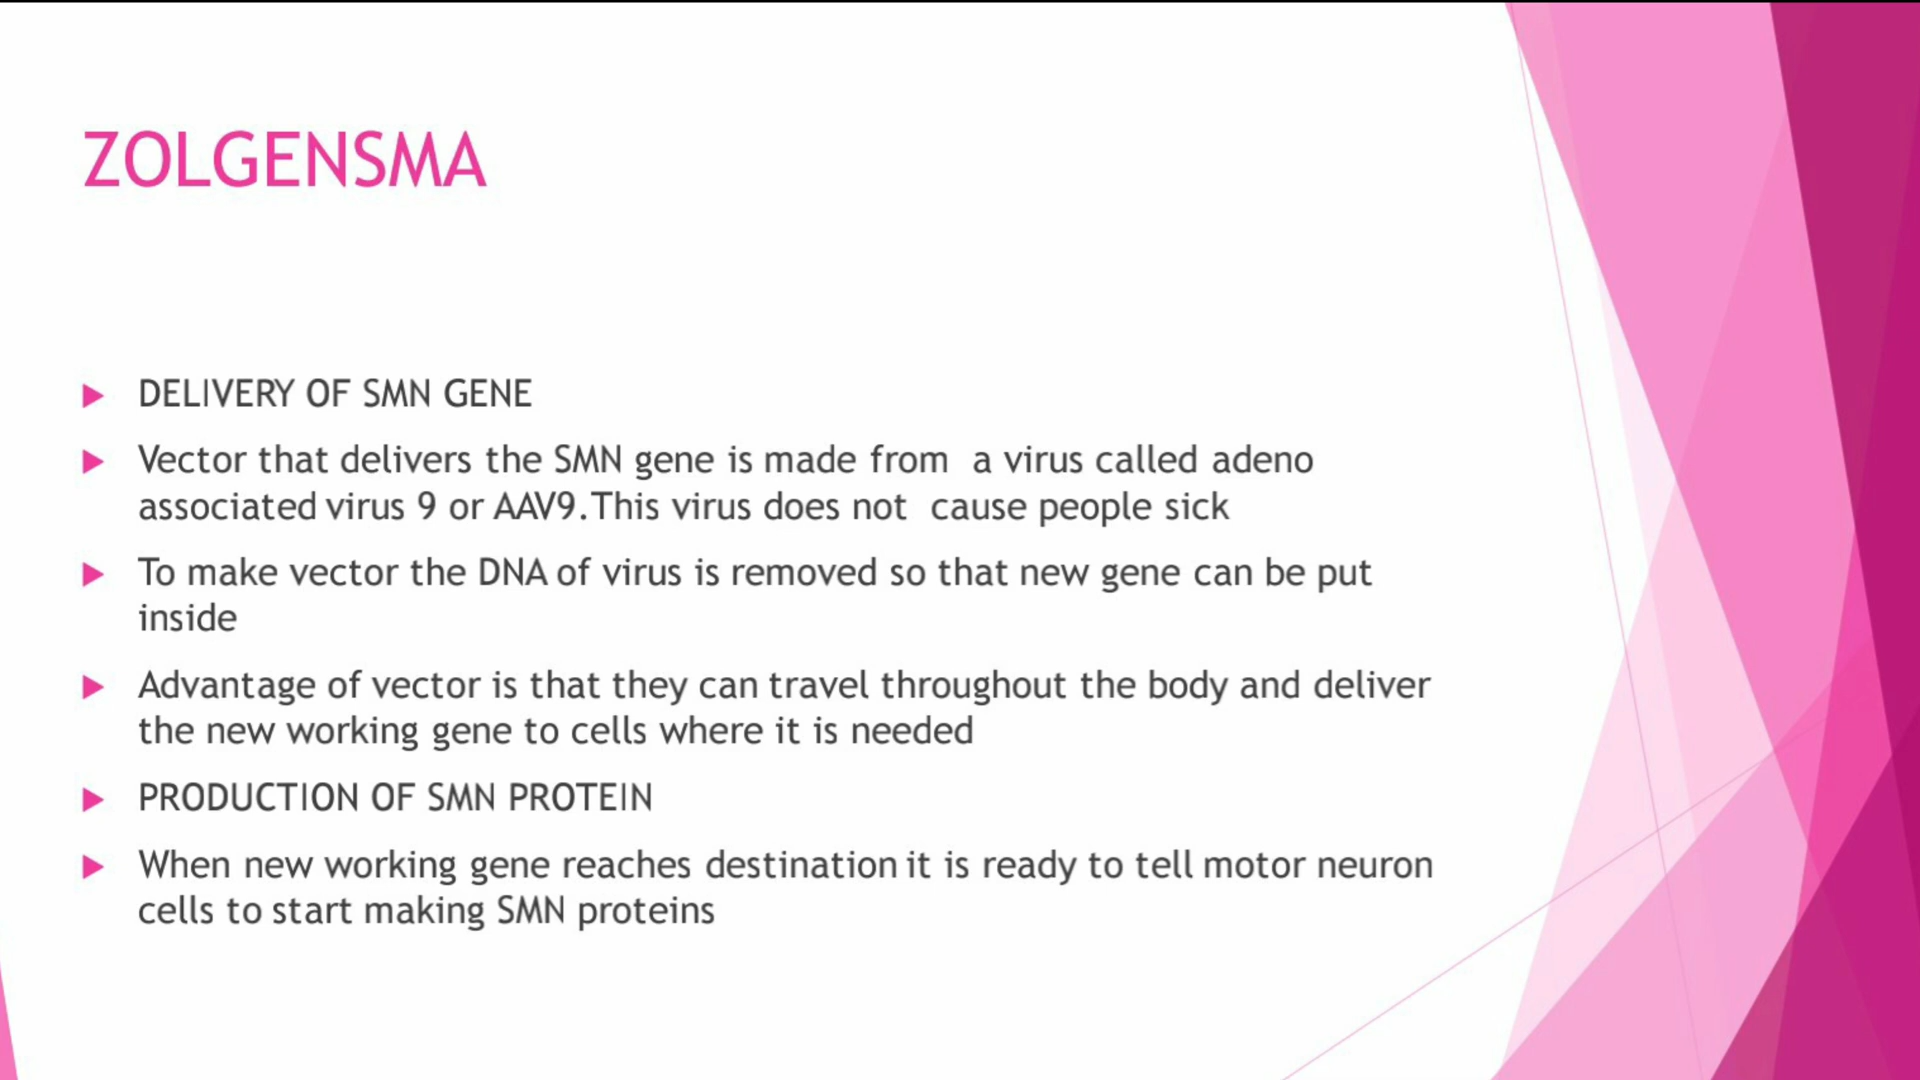 ZOLGENSMA
DELIVERY OF SMN GENE
Vector that delivers the SMN gene is made from a virus called adeno
associated virus 9 or AAV9.This virus does not cause people sick
To make vector the DNA of virus is removed so that new gene can be put
inside
Advantage of vector is that they can travel throughout the body and deliver
the new working gene to cells where it is needed
PRODUCTION OF SMN PROTEIN
When new working gene reaches destination it is ready to tell motor neuron
cells to start making SMN proteins